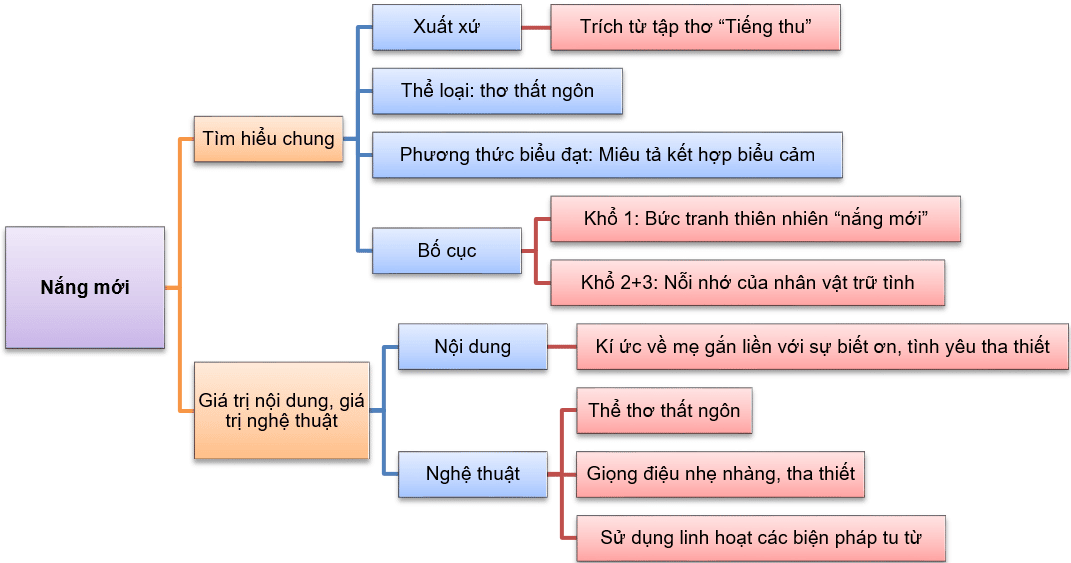 Nắng mới
Tìm hiểu chung
Xuất xứ
Trích từ tập thơ “Tiếng thu”
Thể loại: thơ thất ngôn
Phương thức biểu đạt: Miêu tả kết hợp biểu cảm
Bố cục
Khổ 1: Bức tranh thiên nhiên “nắng mới”
Khổ 2+3: Nỗi nhớ của nhân vật trữ tình
Giá trị nội dung, giá
trị nghệ thuật
Nội dung
Kí ức về mẹ gắn liền với sự biết ơn, tình yêu tha thiết
Nghệ thuật
Thể thơ thất ngôn
Giọng điệu nhẹ nhàng, tha thiết
Sử dụng linh hoạt các biện pháp tu từ